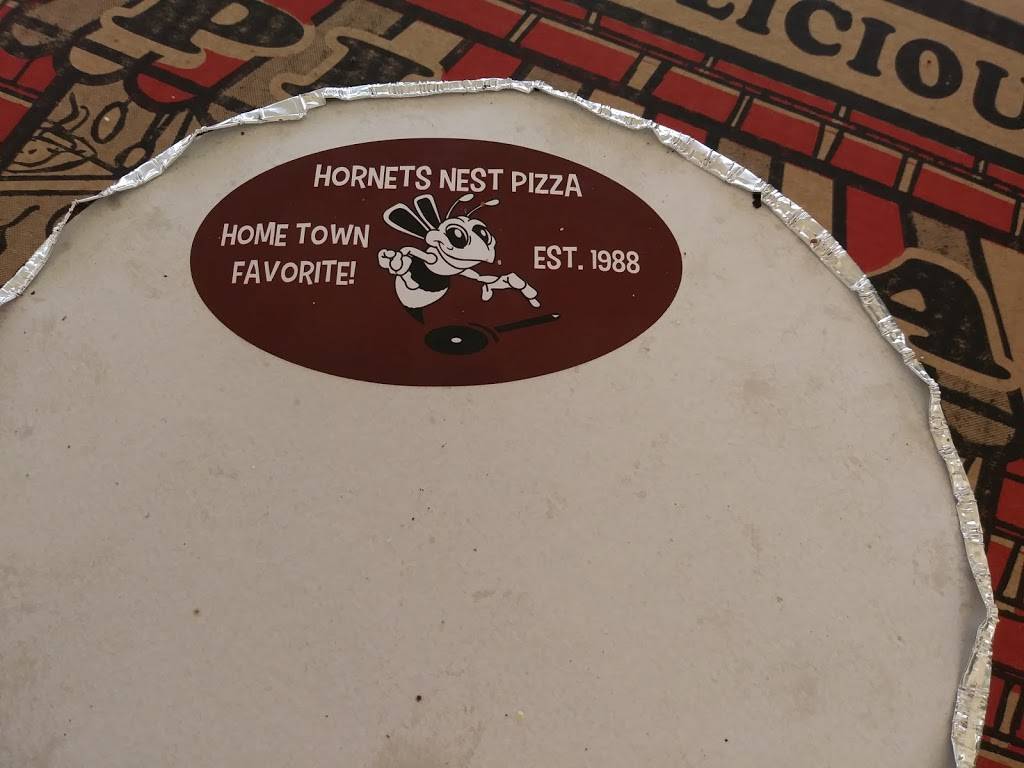 HORNETS NEST PIZZA
HOME TOWN
FAVORITE!
EST. 1988
LICIOU